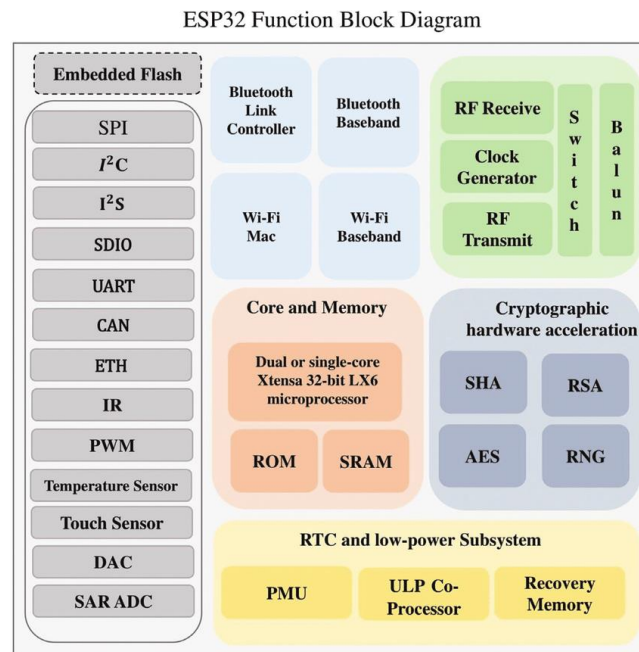 ESP32 Function Block Diagram
Embedded Flash
SPI
I²C
I²S
SDIO
UART
CAN
ETH
IR
PWM
Temperature Sensor
Touch Sensor
DAC
SAR ADC
Bluetooth
Link
Controller
Bluetooth
Baseband
Wi-Fi
Mac
Wi-Fi
Baseband
RF Receive
Clock
Generator
RF
Transmit
Switch
Balun
Core and Memory
Dual or single-core
Xtensa 32-bit LX6
microprocessor
ROM
SRAM
Cryptographic
hardware acceleration
SHA
RSA
AES
RNG
RTC and low-power Subsystem
PMU
ULP Co-
Processor
Recovery
Memory